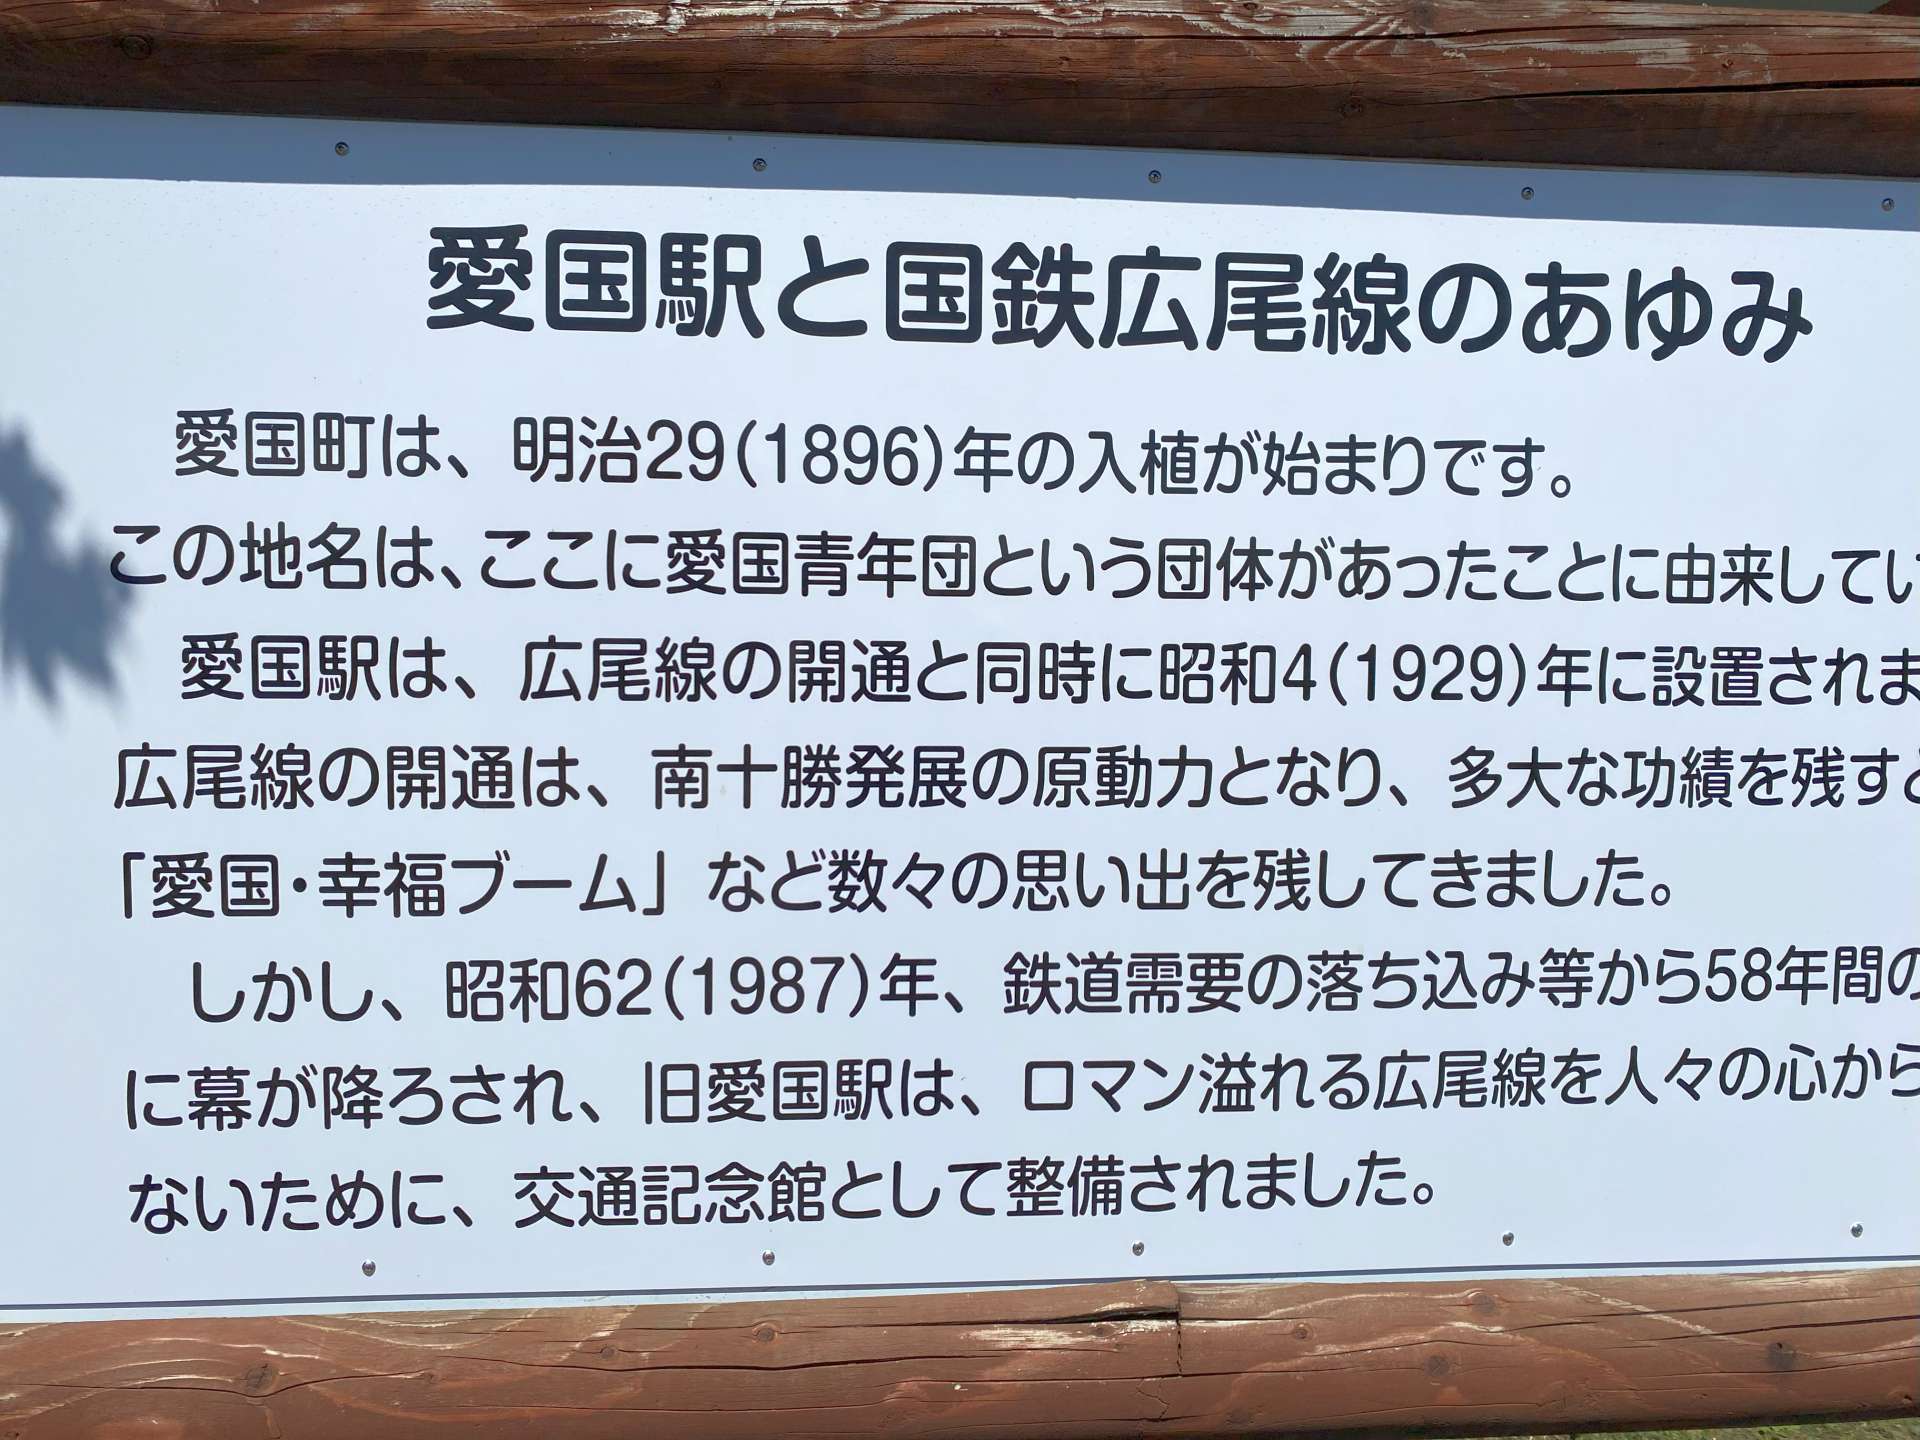 愛国駅と国鉄広尾線のあゆみ
愛国町は、明治29(1896)年の入植が始まりです。
この地名は、ここに愛国青年団という団体があったことに由来してい
愛国駅は、広尾線の開通と同時に昭和4(1929)年に設置されま
広尾線の開通は、南十勝発展の原動力となり、多大な功績を残すと
「愛国・幸福ブーム」など数々の思い出を残してきました。
しかし、昭和62(1987)年、鉄道需要の落ち込み等から58年間の
に幕が降ろされ、旧愛国駅は、ロマン溢れる広尾線を人々の心から
ないために、交通記念館として整備されました。